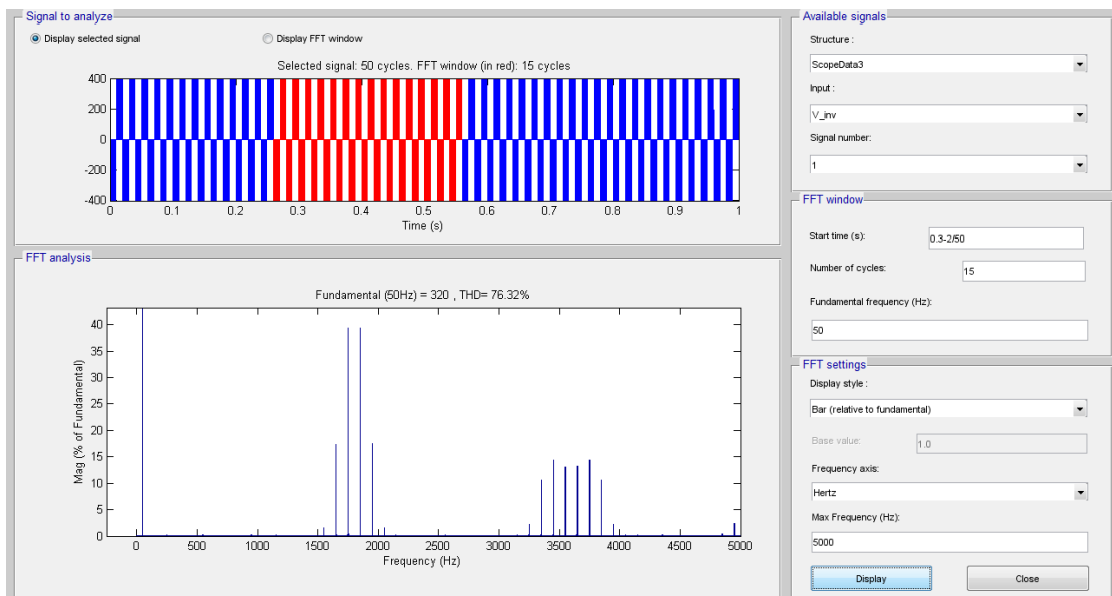 Signal to analyze
Display selected signal
Display FFT window
Selected signal: 50 cycles. FFT window (in red): 15 cycles
400
200
0
-200
-400
0 0.1 0.2 0.3 0.4 0.5 0.6 0.7 0.8 0.9 1
Time (s)
FFT analysis
Fundamental (50Hz) = 320 , THD= 76.32%
40
35
30
25
20
15
10
5
0
Mag (% of Fundamental)
0 500 1000 1500 2000 2500 3000 3500 4000 4500 5000
Frequency (Hz)
Available signals
Structure :
ScopeData3
Input :
V_inv
Signal number:
1
FFT window
Start time (s): 0.3-2/50
Number of cycles: 15
Fundamental frequency (Hz):
50
FFT settings
Display style :
Bar (relative to fundamental)
Base value: 1.0
Frequency axis:
Hertz
Max Frequency (Hz):
5000
Display
Close